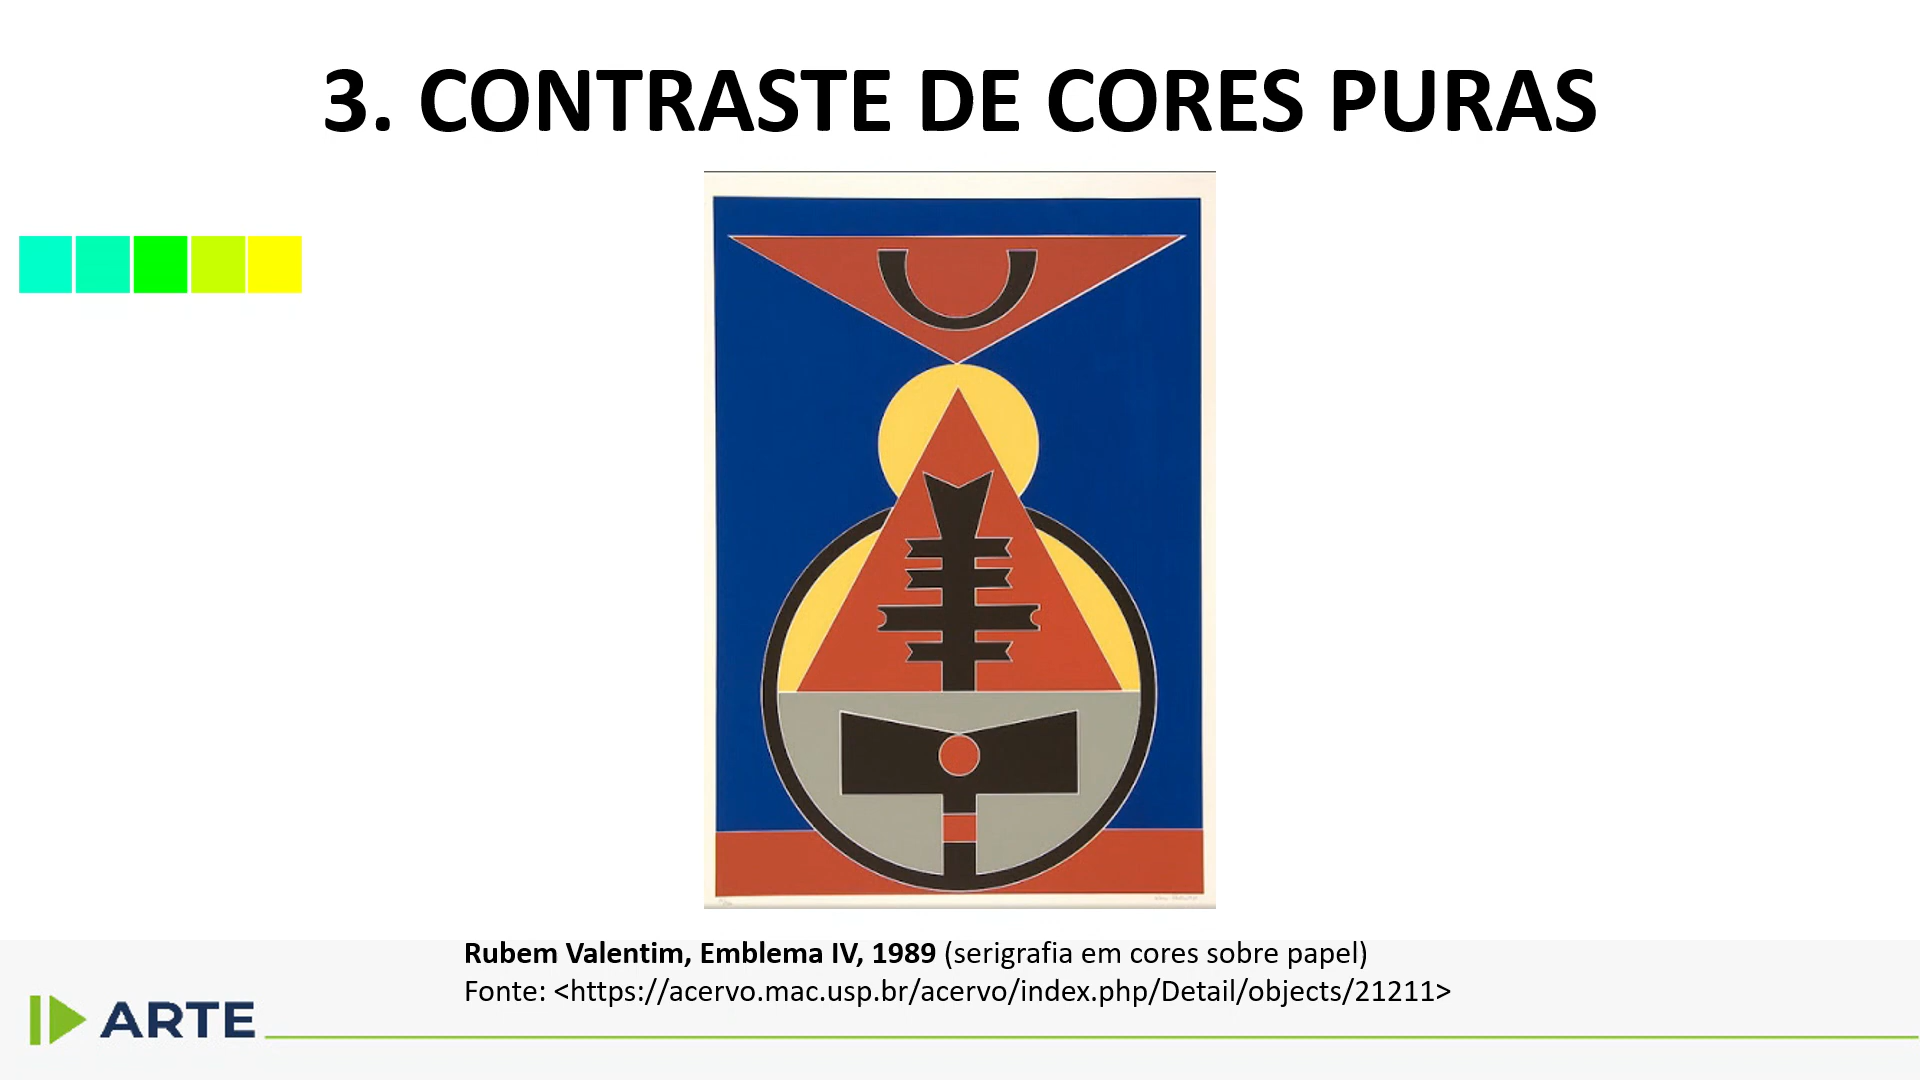 3. CONTRASTE DE CORES PURAS
Rubem Valentim, Emblema IV, 1989 (serigrafia em cores sobre papel)
Fonte: <https://acervo.mac.usp.br/acervo/index.php/Detail/objects/21211>
ARTE